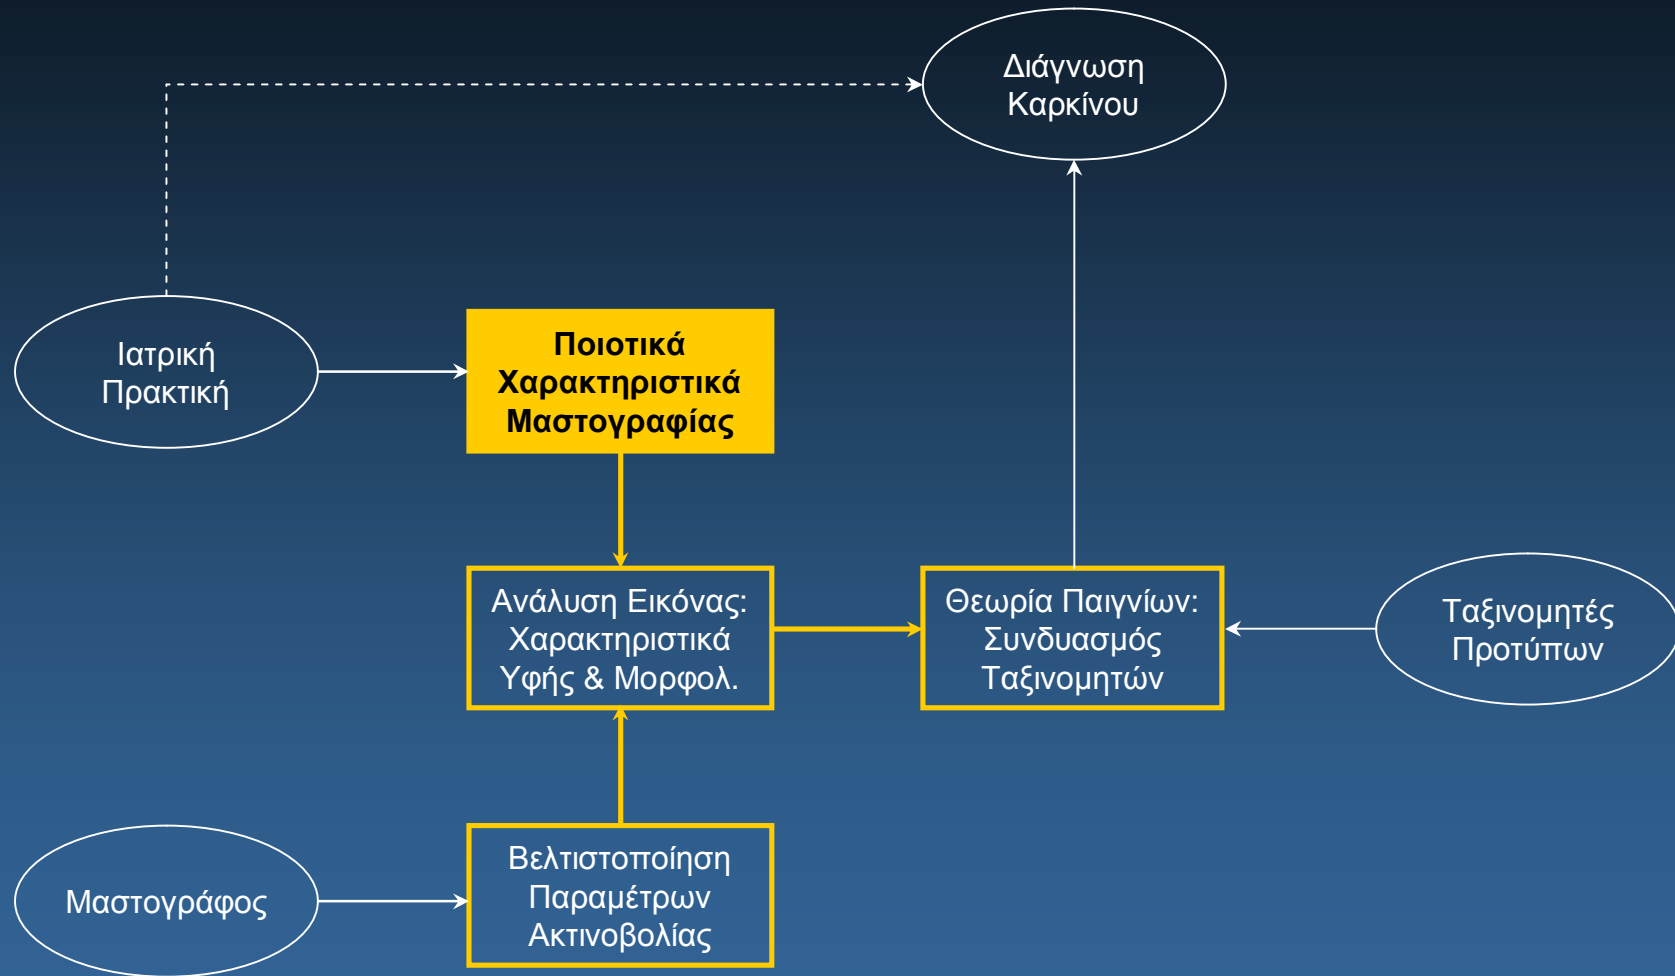 Διάγνωση
Καρκίνου
Ιατρική
Πρακτική
Ποιοτικά
Χαρακτηριστικά
Μαστογραφίας
Ανάλυση Εικόνας:
Χαρακτηριστικά
Υφής & Μορφολ.
Θεωρία Παιγνίων:
Συνδυασμός
Ταξινομητών
Ταξινομητές
Προτύπων
Μαστογράφος
Βελτιστοποίηση
Παραμέτρων
Ακτινοβολίας